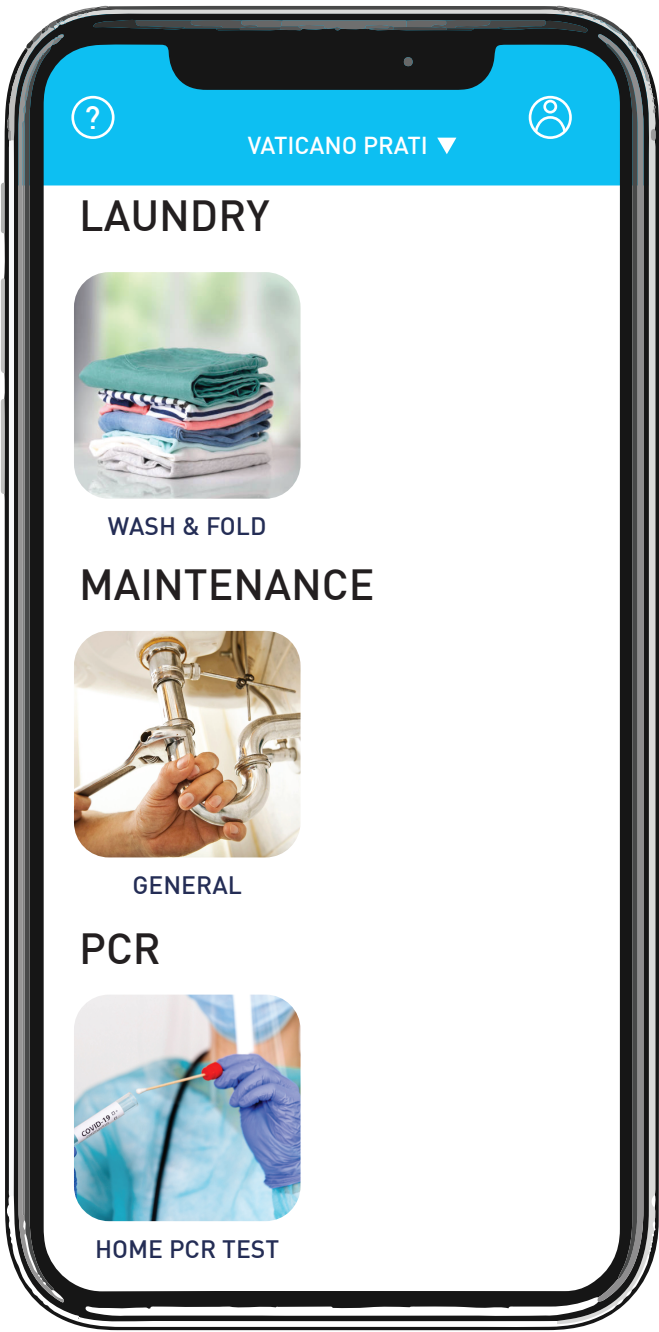 ?
VATICANO PRATI ▼
LAUNDRY
WASH & FOLD
MAINTENANCE
GENERAL
PCR
COVID-19
HOME PCR TEST